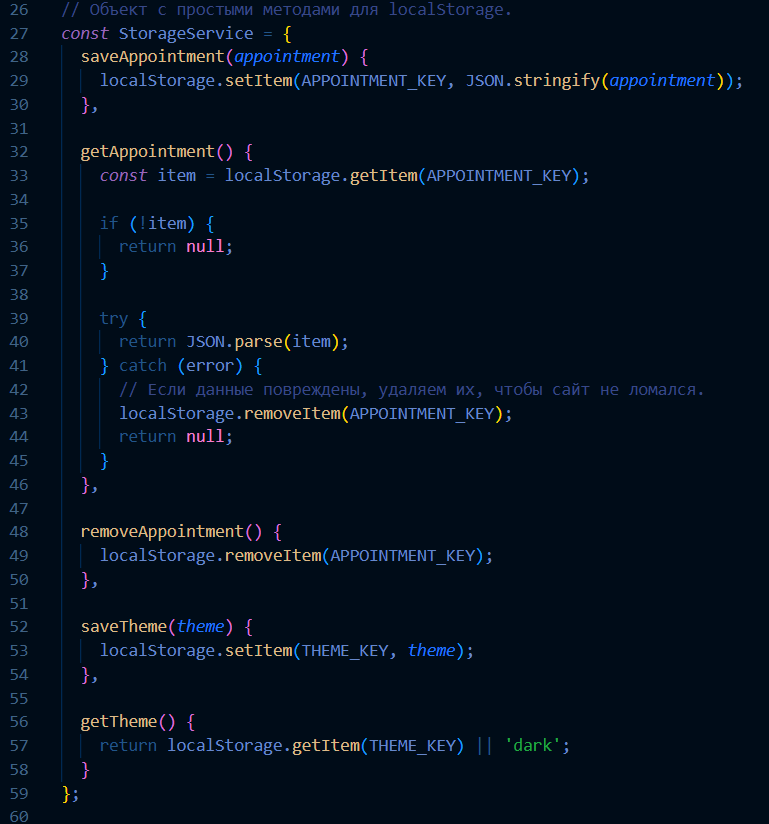 26 // Объект с простыми методами для localStorage.
27 const StorageService = {
28   saveAppointment(appointment) {
29     localStorage.setItem(APPOINTMENT_KEY, JSON.stringify(appointment));
30   },
31
32   getAppointment() {
33     const item = localStorage.getItem(APPOINTMENT_KEY);
34
35     if (!item) {
36       return null;
37     }
38
39     try {
40       return JSON.parse(item);
41     } catch (error) {
42       // Если данные повреждены, удаляем их, чтобы сайт не ломался.
43       localStorage.removeItem(APPOINTMENT_KEY);
44       return null;
45     }
46   },
47
48   removeAppointment() {
49     localStorage.removeItem(APPOINTMENT_KEY);
50   },
51
52   saveTheme(theme) {
53     localStorage.setItem(THEME_KEY, theme);
54   },
55
56   getTheme() {
57     return localStorage.getItem(THEME_KEY) || 'dark';
58   }
59 };
60